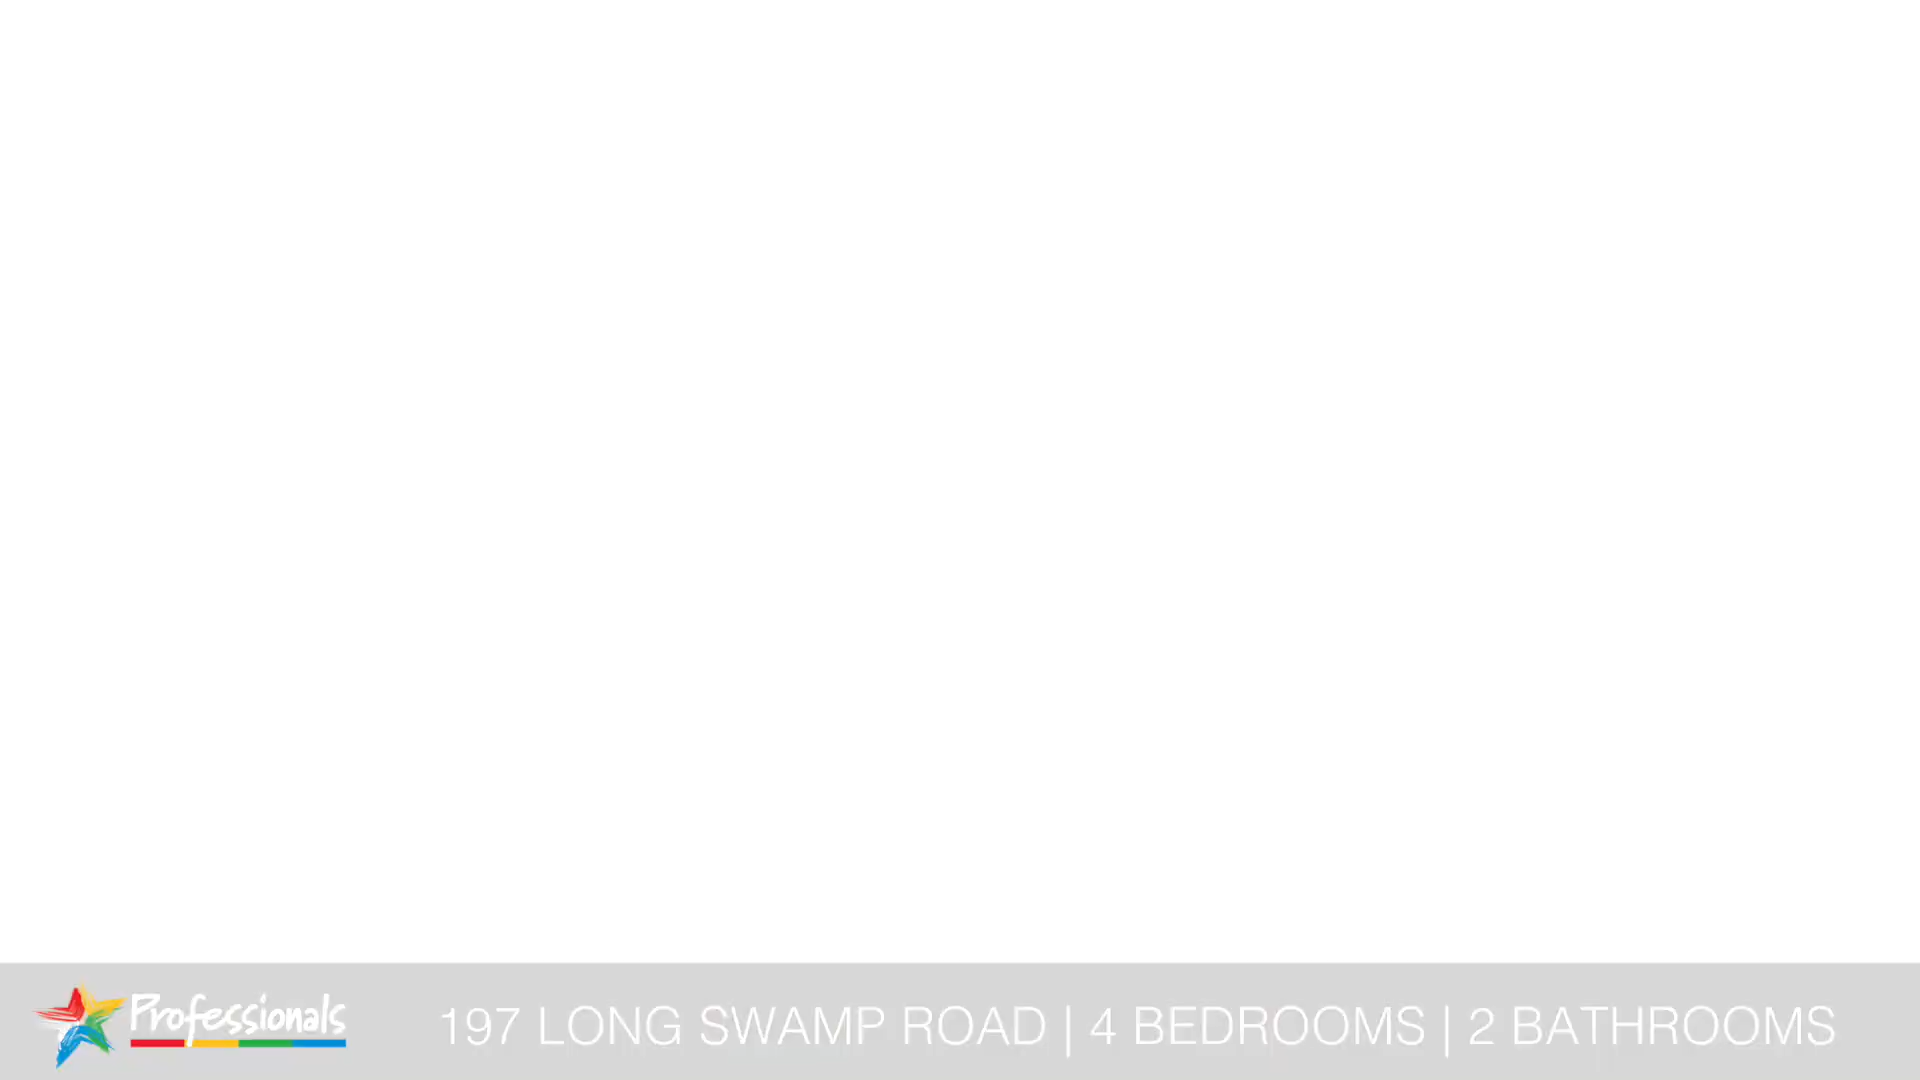 Professionals
197 LONG SWAMP ROAD | 4 BEDROOMS | 2 BATHROOMS